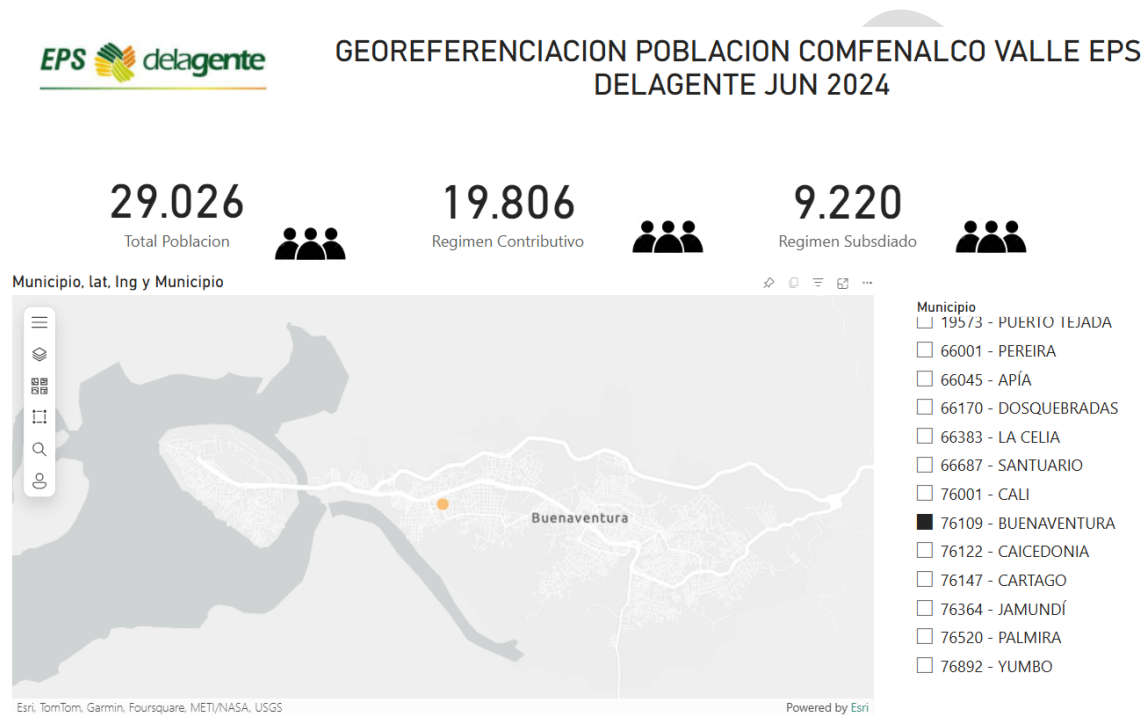 EPS delagente
GEOREFERENCIACION POBLACION COMFENALCO VALLE EPS
DELAGENTE JUN 2024
29.026
Total Poblacion
19.806
Regimen Contributivo
9.220
Regimen Subsdiado
Municipio, lat, lng y Municipio
Buenaventura
Esri, TomTom, Garmin, Foursquare, METI/NASA, USGS
Powered by Esri
Municipio
19573 - PUERTO TEJADA
66001 - PEREIRA
66045 - APÍA
66170 - DOSQUEBRADAS
66383 - LA CELIA
66687 - SANTUARIO
76001 - CALI
76109 - BUENAVENTURA
76122 - CAICEDONIA
76147 - CARTAGO
76364 - JAMUNDÍ
76520 - PALMIRA
76892 - YUMBO